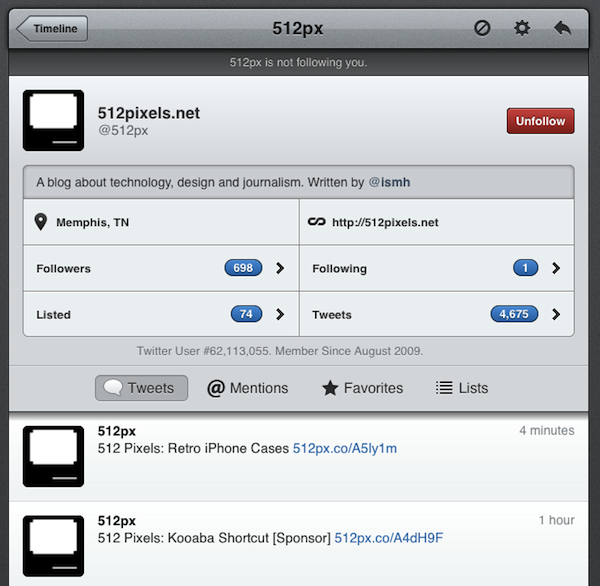 Timeline
512px
512px is not following you.
512pixels.net
@512px
Unfollow
A blog about technology, design and journalism. Written by @ismh
Memphis, TN
http://512pixels.net
Followers 698
Following 1
Listed 74
Tweets 4,675
Twitter User #62,113,055. Member Since August 2009.
Tweets @ Mentions Favorites Lists
512px 4 minutes
512 Pixels: Retro iPhone Cases 512px.co/A5ly1m
512px 1 hour
512 Pixels: Kooaba Shortcut [Sponsor] 512px.co/A4dH9F